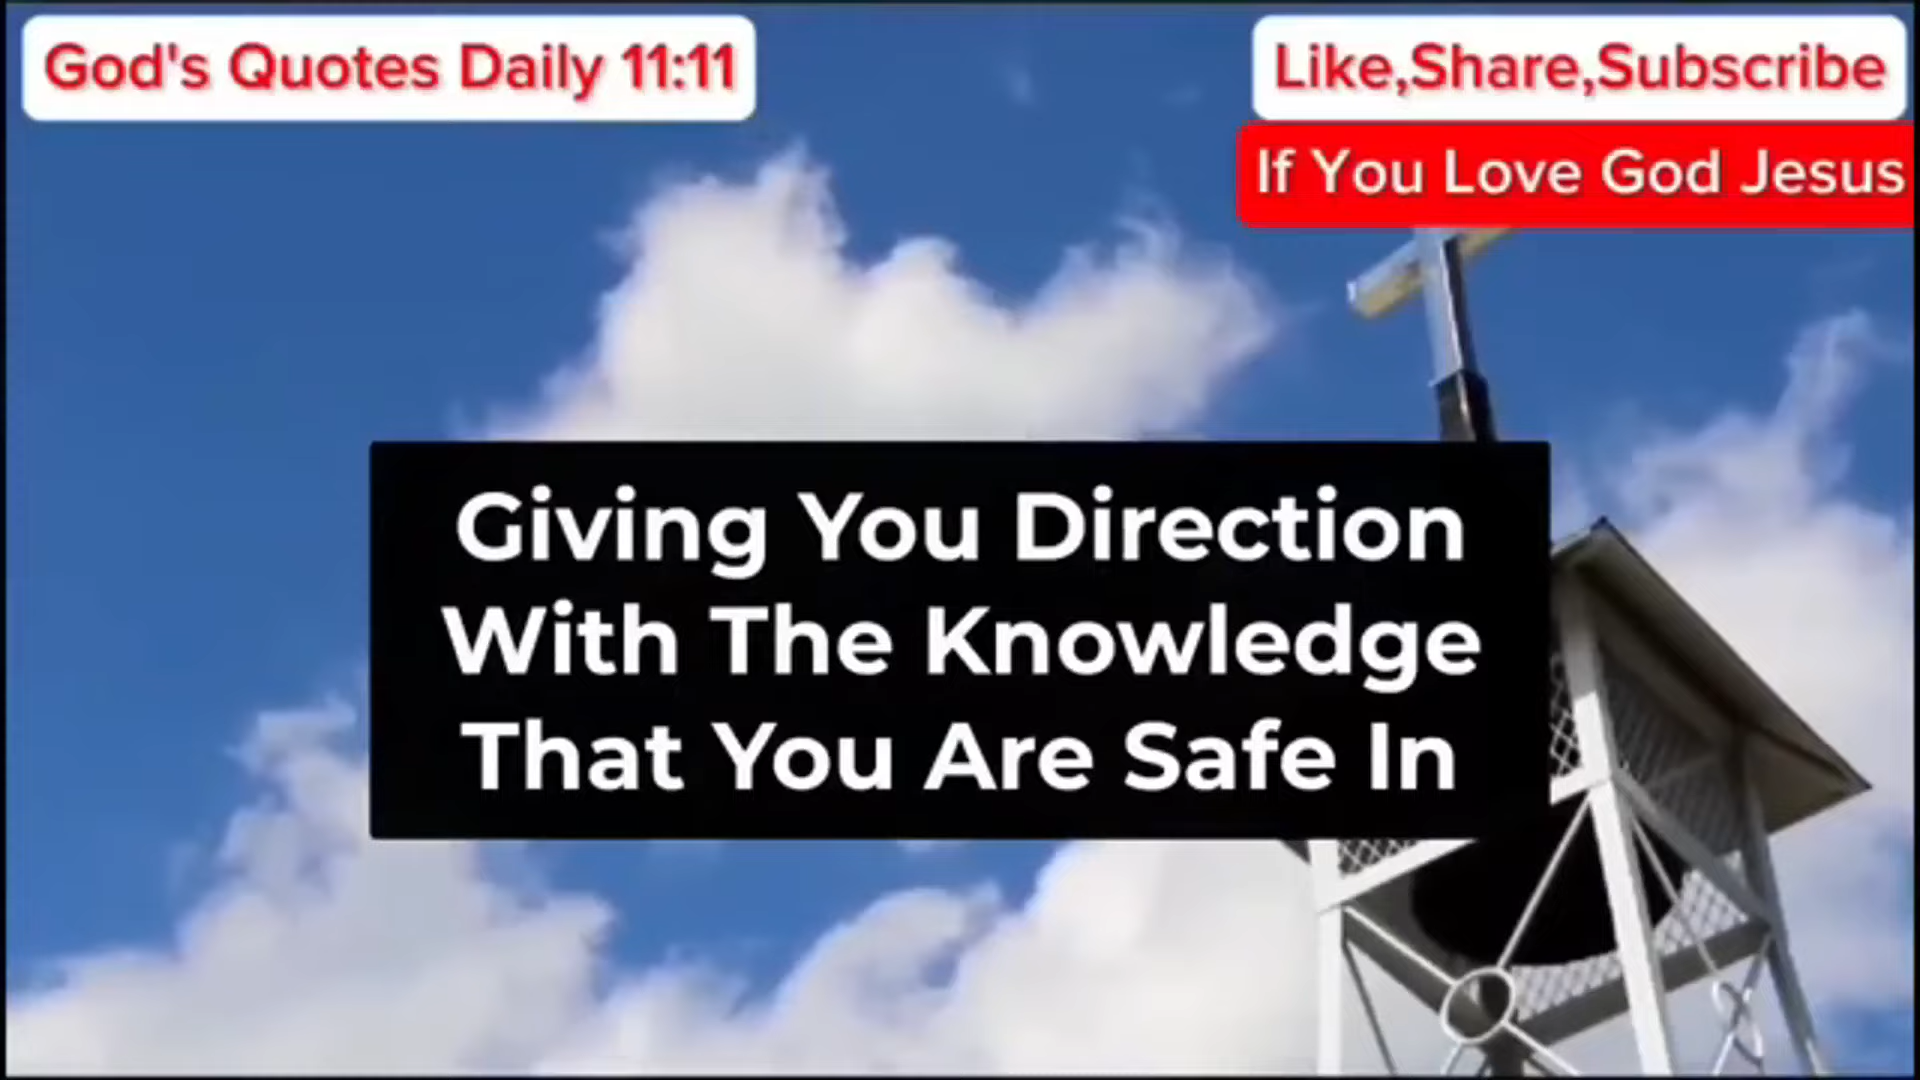 God's Quotes Daily 11:11
Like,Share,Subscribe
If You Love God Jesus
Giving You Direction
With The Knowledge
That You Are Safe In